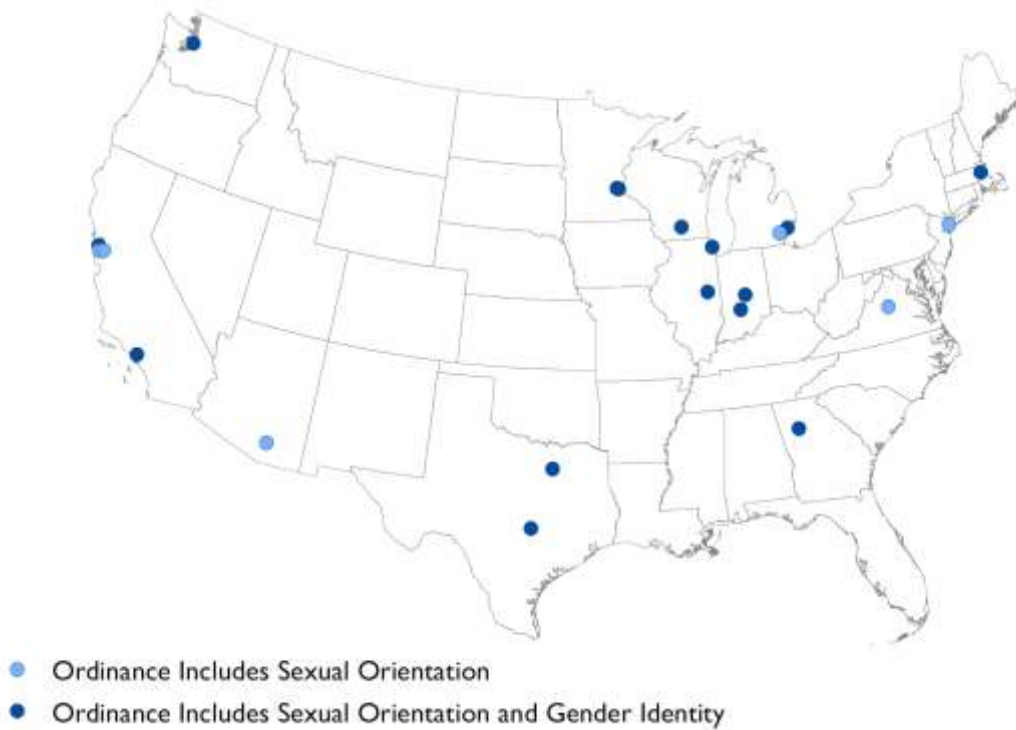 Ordinance Includes Sexual Orientation
Ordinance Includes Sexual Orientation and Gender Identity